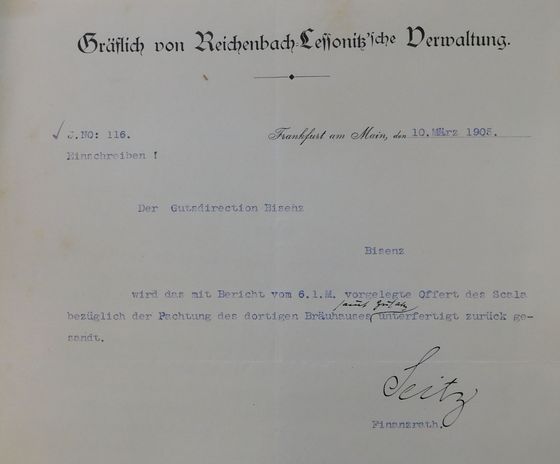 Gräflich von Reichenbach-Lessonitz'sche Verwaltung.
J.NO: 116.
Frankfurt am Main, den 10. März 1905.
Einschreiben !
Der Gutsdirection Bisenz
Bisenz
wird das mit Bericht vom 6.l.M. vorgelegte Offert des Scala
samt Zusatz
bezüglich der Pachtung des dortigen Bräuhauses unterfertigt zurück ge-
sandt.
Seitz
Finanzrath.